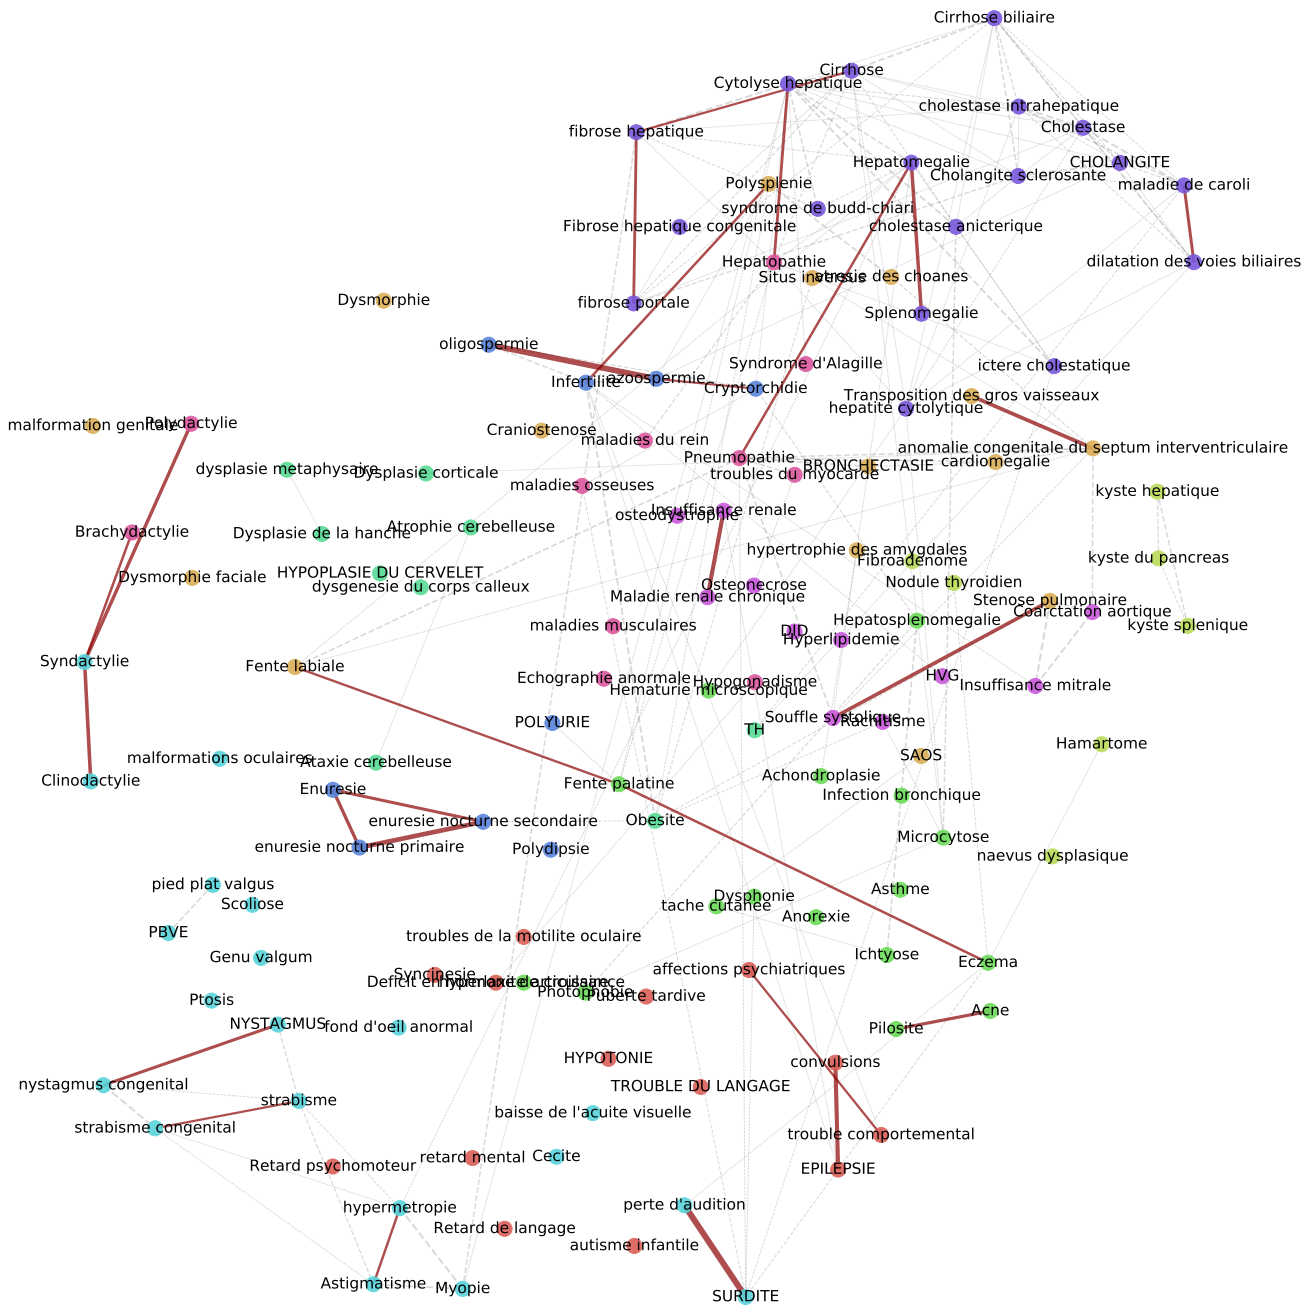 Cirrhose biliaire
Cirrhose
Cytolyse hepatique
cholestase intrahepatique
Cholestase
fibrose hepatique
Hepatomegalie
CHOLANGITE
Cholangite sclerosante
maladie de caroli
Polysplenie
syndrome de budd-chiari
Fibrose hepatique congenitale
cholestase anicterique
Hepatopathie
dilatation des voies biliaires
Situs inversus
atresie des choanes
Dysmorphie
fibrose portale
Splenomegalie
oligospermie
Syndrome d'Alagille
ictere cholestatique
Infertilite
azoospermie
Cryptorchidie
Transposition des gros vaisseaux
hepatite cytolytique
malformation genitale
Polydactylie
Craniostenose
maladies du rein
anomalie congenitale du septum interventriculaire
Pneumopathie
BRONCHECTASIE
cardiomegalie
dysplasie metaphysaire
Dysplasie corticale
troubles du myocarde
maladies osseuses
kyste hepatique
Insuffisance renale
osteodystrophie
Brachydactylie
Dysplasie de la hanche
Atrophie cerebelleuse
hypertrophie des amygdales
Fibroadenome
kyste du pancreas
HYPOPLASIE DU CERVELET
Dysmorphie faciale
dysgenesie du corps calleux
Osteonecrose
Nodule thyroidien
Maladie renale chronique
Stenose pulmonaire
Coarctation aortique
Hepatosplenomegalie
maladies musculaires
DID
kyste splenique
Hyperlipidemie
Syndactylie
Fente labiale
Echographie anormale
Hypogonadisme
HVG
Insuffisance mitrale
Hematurie microscopique
Souffle systolique
Rachitisme
POLYURIE
TH
Hamartome
malformations oculaires
Ataxie cerebelleuse
SAOS
Clinodactylie
Achondroplasie
Fente palatine
Enuresie
Infection bronchique
enuresie nocturne secondaire
Obesite
Microcytose
enuresie nocturne primaire
Polydipsie
naevus dysplasique
pied plat valgus
Asthme
Dysphonie
Scoliose
tache cutanee
Anorexie
PBVE
troubles de la motilite oculaire
Genu valgum
Ichtyose
Eczema
affections psychiatriques
Syncinesie
Photophobie
Puberte tardive
Ptosis
Acne
NYSTAGMUS
fond d'oeil anormal
Pilosite
HYPOTONIE
convulsions
nystagmus congenital
TROUBLE DU LANGAGE
strabisme
baisse de l'acuite visuelle
strabisme congenital
trouble comportemental
Retard psychomoteur
retard mental
Cecite
EPILEPSIE
hypermetropie
perte d'audition
Retard de langage
autisme infantile
Astigmatisme
Myopie
SURDITE